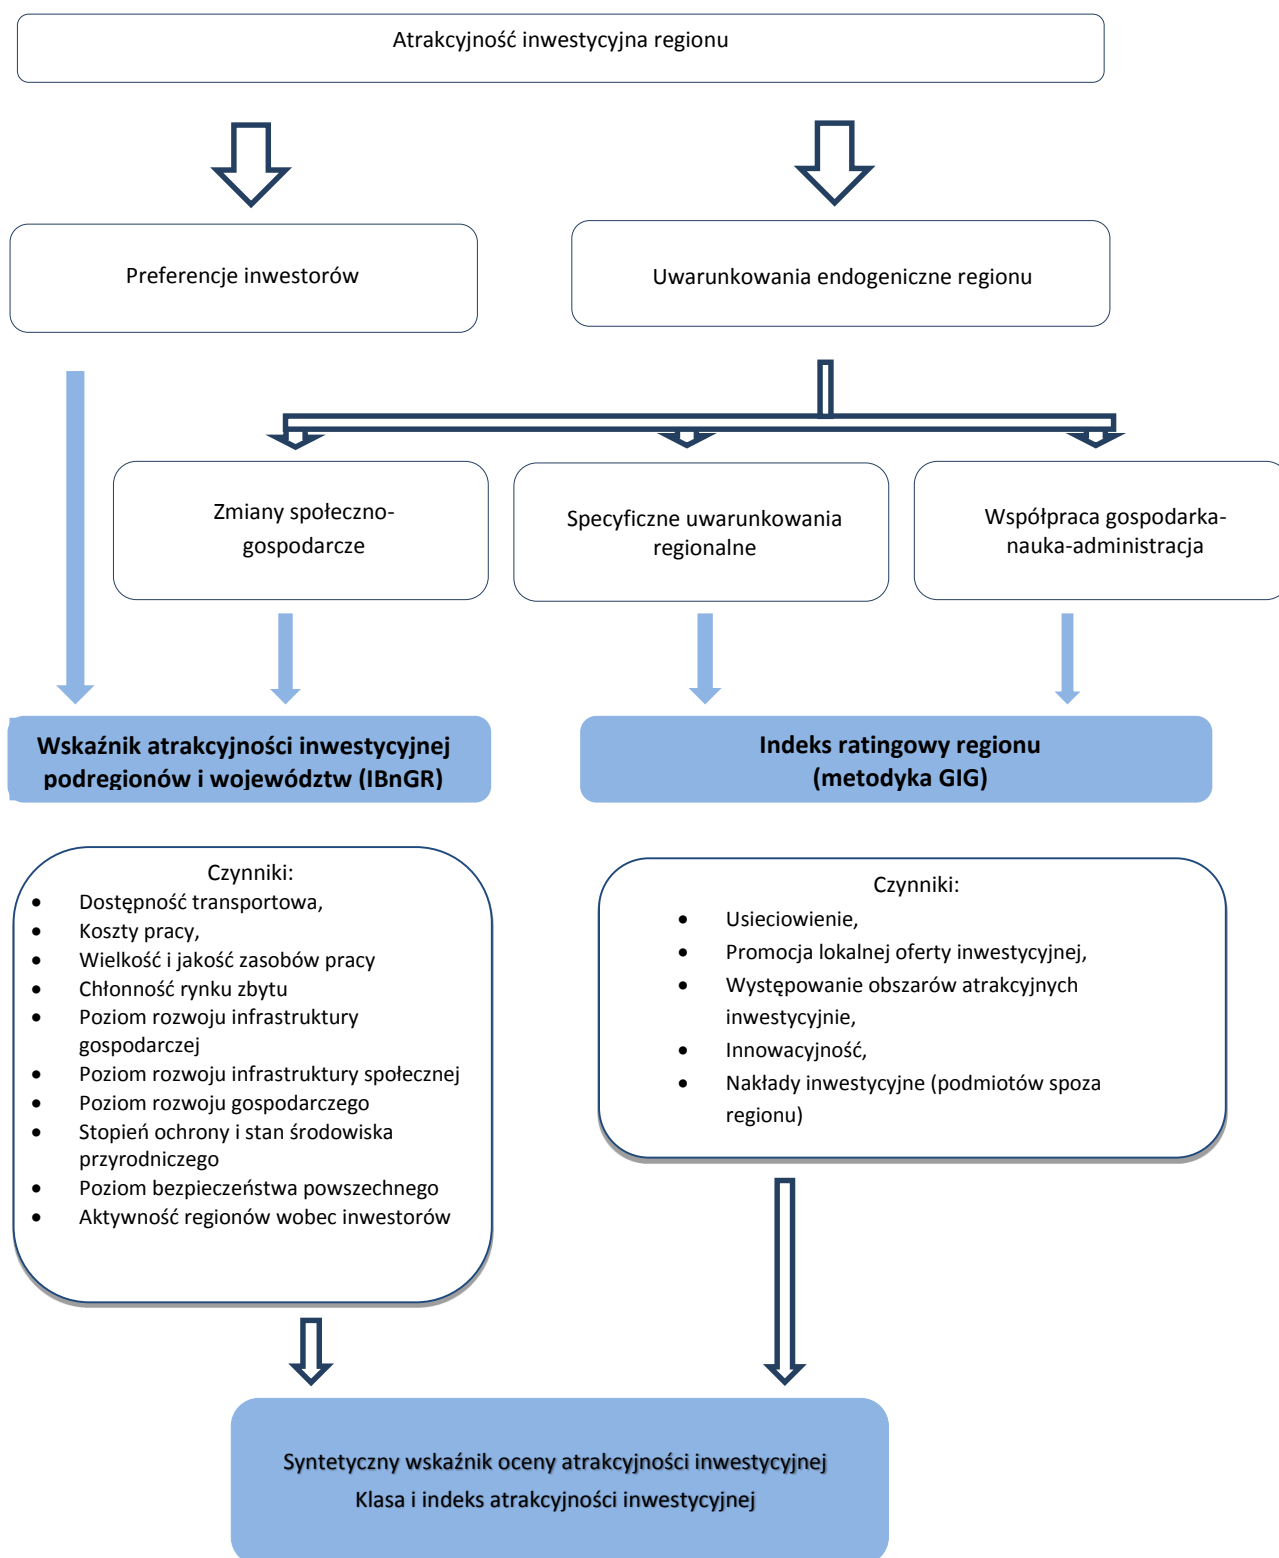 Atrakcyjność inwestycyjna regionu
Preferencje inwestorów
Uwarunkowania endogeniczne regionu
Zmiany społeczno-
gospodarcze
Specyficzne uwarunkowania
regionalne
Współpraca gospodarka-
nauka-administracja
Wskaźnik atrakcyjności inwestycyjnej
podregionów i województw (IBnGR)
Indeks ratingowy regionu
(metodyka GIG)
Czynniki:
• Dostępność transportowa,
• Koszty pracy,
• Wielkość i jakość zasobów pracy
• Chłonność rynku zbytu
• Poziom rozwoju infrastruktury
gospodarczej
• Poziom rozwoju infrastruktury społecznej
• Poziom rozwoju gospodarczego
• Stopień ochrony i stan środowiska
przyrodniczego
• Poziom bezpieczeństwa powszechnego
• Aktywność regionów wobec inwestorów
Czynniki:
• Usieciowienie,
• Promocja lokalnej oferty inwestycyjnej,
• Występowanie obszarów atrakcyjnych
inwestycyjnie,
• Innowacyjność,
• Nakłady inwestycyjne (podmiotów spoza
regionu)
Syntetyczny wskaźnik oceny atrakcyjności inwestycyjnej
Klasa i indeks atrakcyjności inwestycyjnej